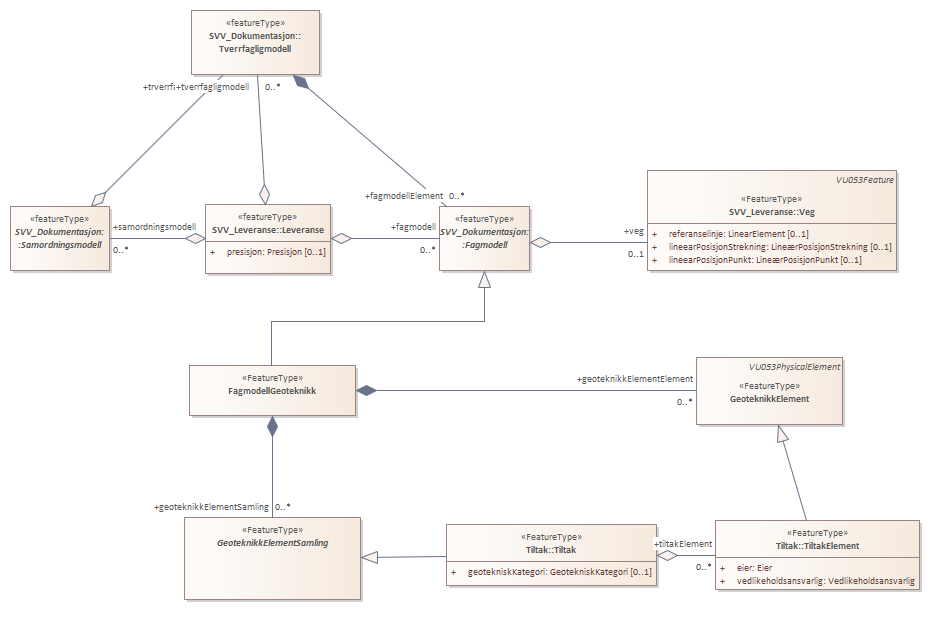 «featureType»
SVV_Dokumentasjon::
Tverrfagligmodell
+tverrfagligmodell
0..*
+fagmodellElement 0..*
VU053Feature
«FeatureType»
SVV_Leveranse::Veg
+ referanselinje: LinearElement [0..1]
+ lineearPosisjonStrekning: LineærPosisjonStrekning [0..1]
+ lineearPosisjonPunkt: LineærPosisjonPunkt [0..1]
«featureType»
SVV_Dokumentasjon:
:Samordningsmodell
+samordningsmodell
0..*
«featureType»
SVV_Leveranse::Leveranse
+ presisjon: Presisjon [0..1]
+fagmodell
0..*
«featureType»
SVV_Dokumentasjon:
:Fagmodell
+veg
0..1
«FeatureType»
FagmodellGeoteknikk
+geoteknikkElementElement
0..*
VU053PhysicalElement
«FeatureType»
GeoteknikkElement
+geoteknikkElementSamling 0..*
«FeatureType»
GeoteknikkElementSamling
«FeatureType»
Tiltak::Tiltak
+ geotekniskKategori: GeotekniskKategori [0..1]
+tiltakElement
0..*
«FeatureType»
Tiltak::TiltakElement
+ eier: Eier
+ vedlikeholdsansvarlig: Vedlikeholdsansvarlig